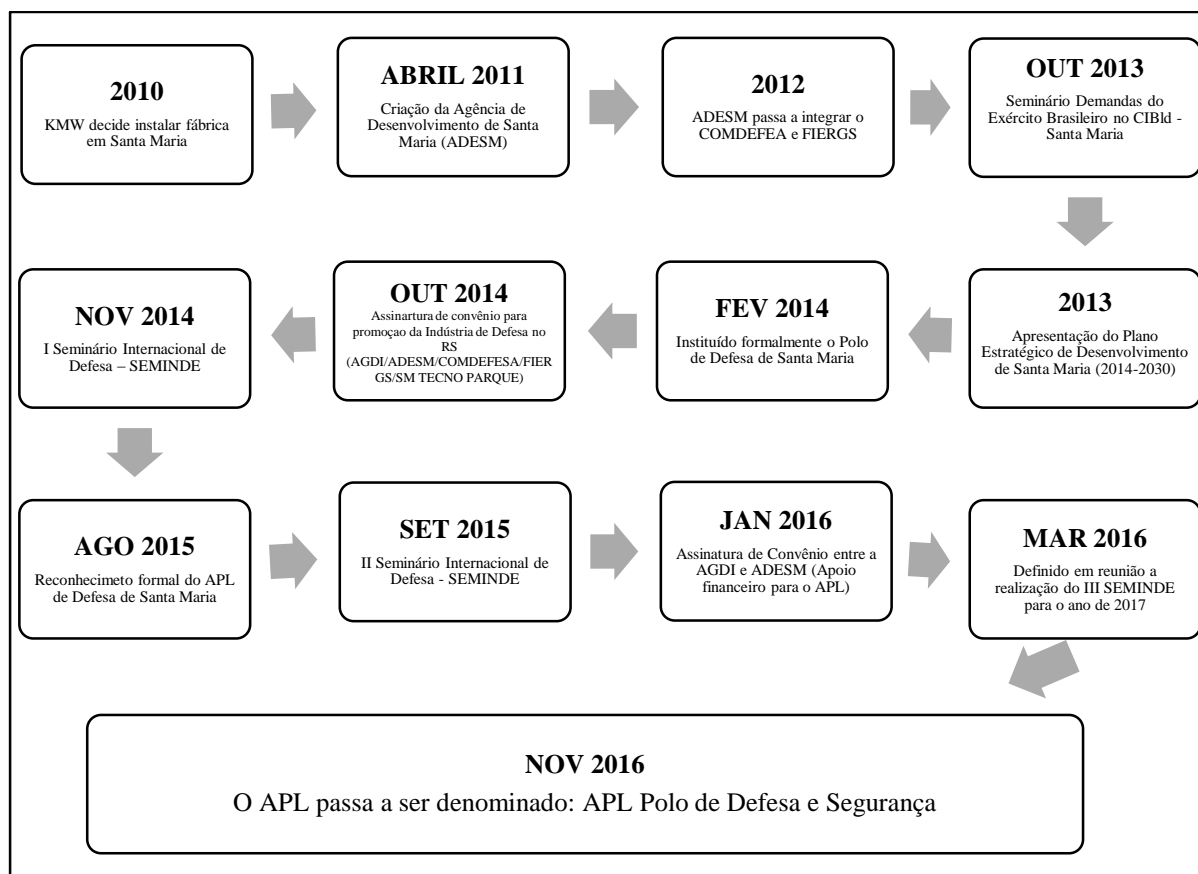 2010
KMW decide instalar fábrica
em Santa Maria
ABRIL 2011
Criação da Agência de
Desenvolvimento de Santa
Maria (ADESM)
2012
ADESM passa a integrar o
COMDEFEA e FIERGS
OUT 2013
Seminário Demandas do
Exército Brasileiro no CIBld -
Santa Maria
2013
Apresentação do Plano
Estratégico de Desenvolvimento
de Santa Maria (2014-2030)
FEV 2014
Instituído formalmente o Polo
de Defesa de Santa Maria
OUT 2014
Assinartura de convênio para
promoçao da Indústria de Defesa no
RS
(AGDI/ADESM/COMDEFESA/FIER
GS/SM TECNO PARQUE)
NOV 2014
I Seminário Internacional de
Defesa – SEMINDE
AGO 2015
Reconhecimeto formal do APL
de Defesa de Santa Maria
SET 2015
II Seminário Internacional de
Defesa - SEMINDE
JAN 2016
Assinatura de Convênio entre a
AGDI e ADESM (Apoio
financeiro para o APL)
MAR 2016
Definido em reunião a
realização do III SEMINDE
para o ano de 2017
NOV 2016
O APL passa a ser denominado: APL Polo de Defesa e Segurança